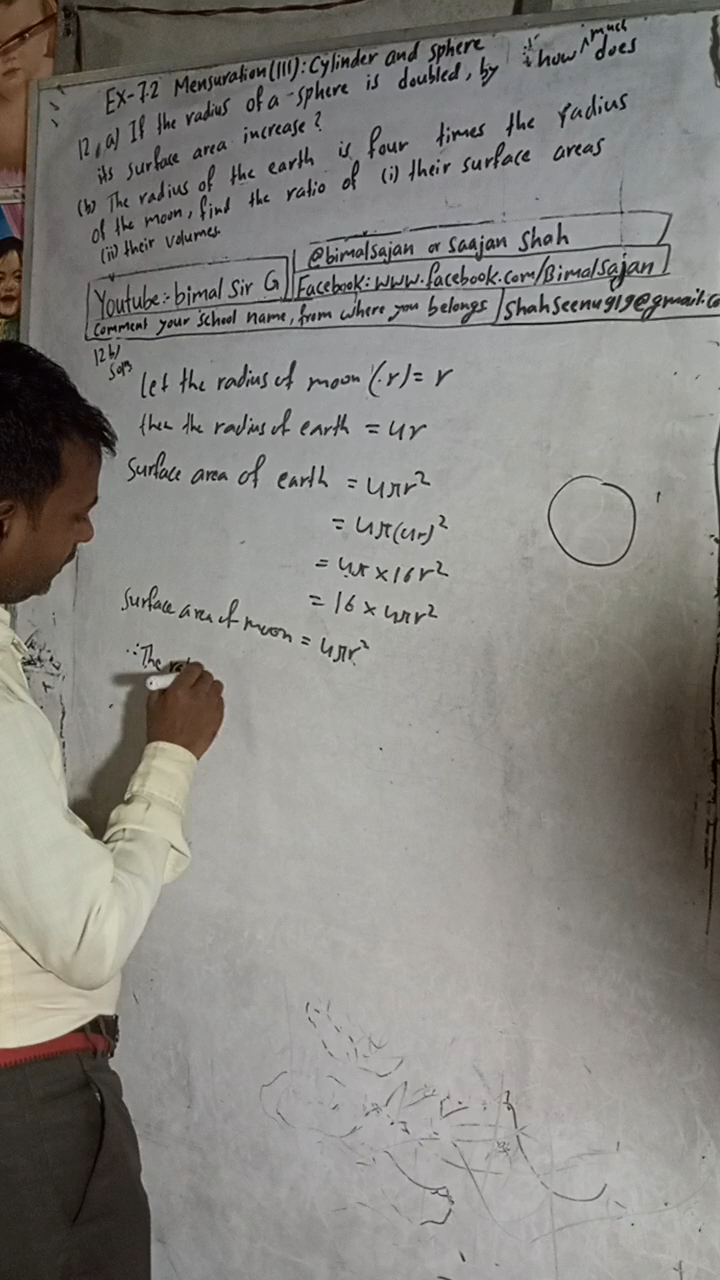 Ex-7.2 Mensuration(III): Cylinder and sphere
12. a) If the radius of a sphere is doubled, by how much does
its surface area increase?
(b) The radius of the earth is four times the radius
of the moon, find the ratio of (i) their surface areas
(ii) their volumes.
@bimalsajan or Saajan Shah
Youtube:- bimal Sir G
Facebook: www.facebook.com/Bimalsajan
Comment your school name, from where you belongs
Shahseenu919@gmail.co
12 b)
Sol
Let the radius of moon (r) = r
then the radius of earth = 4r
Surface area of earth = 4πr²
= 4π(4r)²
= 4π×16r²
= 16×4πr²
Surface area of moon = 4πr²
∴ The